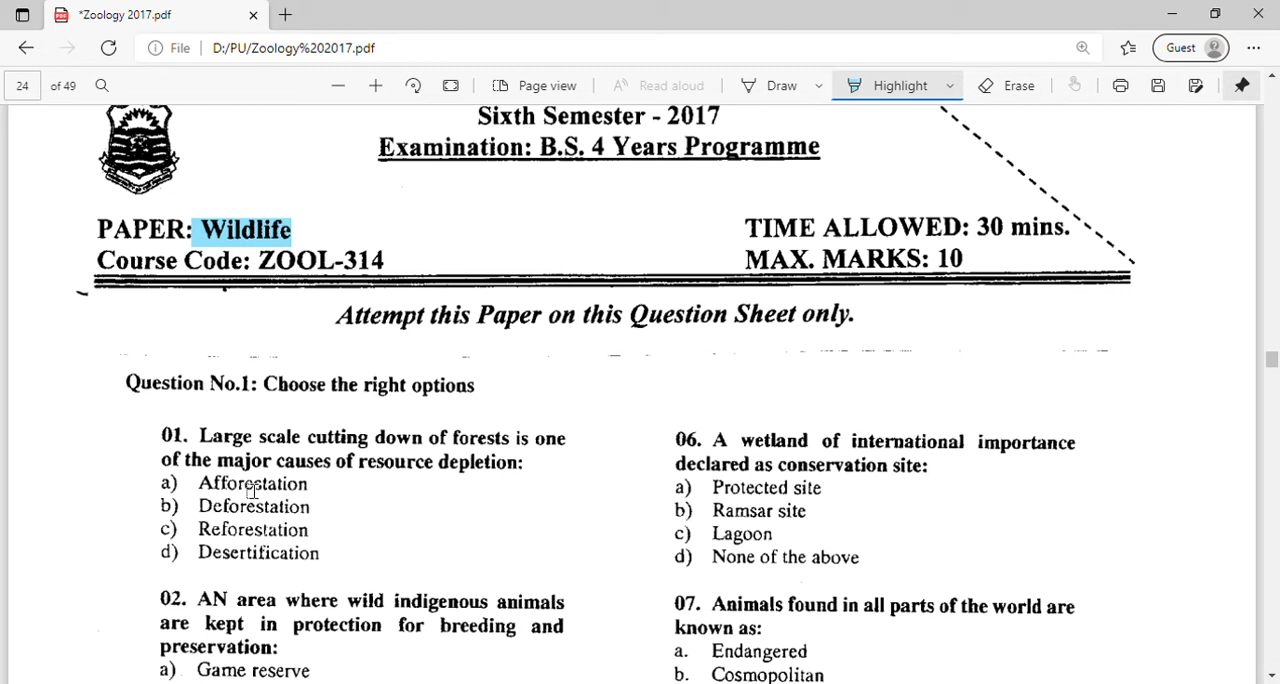 *Zoology 2017.pdf
File D:/PU/Zoology%202017.pdf
Guest
24 of 49
Page view
Read aloud
Draw
Highlight
Erase
Sixth Semester - 2017
Examination: B.S. 4 Years Programme
PAPER: Wildlife
Course Code: ZOOL-314
TIME ALLOWED: 30 mins.
MAX. MARKS: 10
Attempt this Paper on this Question Sheet only.
Question No.1: Choose the right options
01. Large scale cutting down of forests is one
of the major causes of resource depletion:
a) Afforestation
b) Deforestation
c) Reforestation
d) Desertification
02. AN area where wild indigenous animals
are kept in protection for breeding and
preservation:
a) Game reserve
06. A wetland of international importance
declared as conservation site:
a) Protected site
b) Ramsar site
c) Lagoon
d) None of the above
07. Animals found in all parts of the world are
known as:
a. Endangered
b. Cosmopolitan